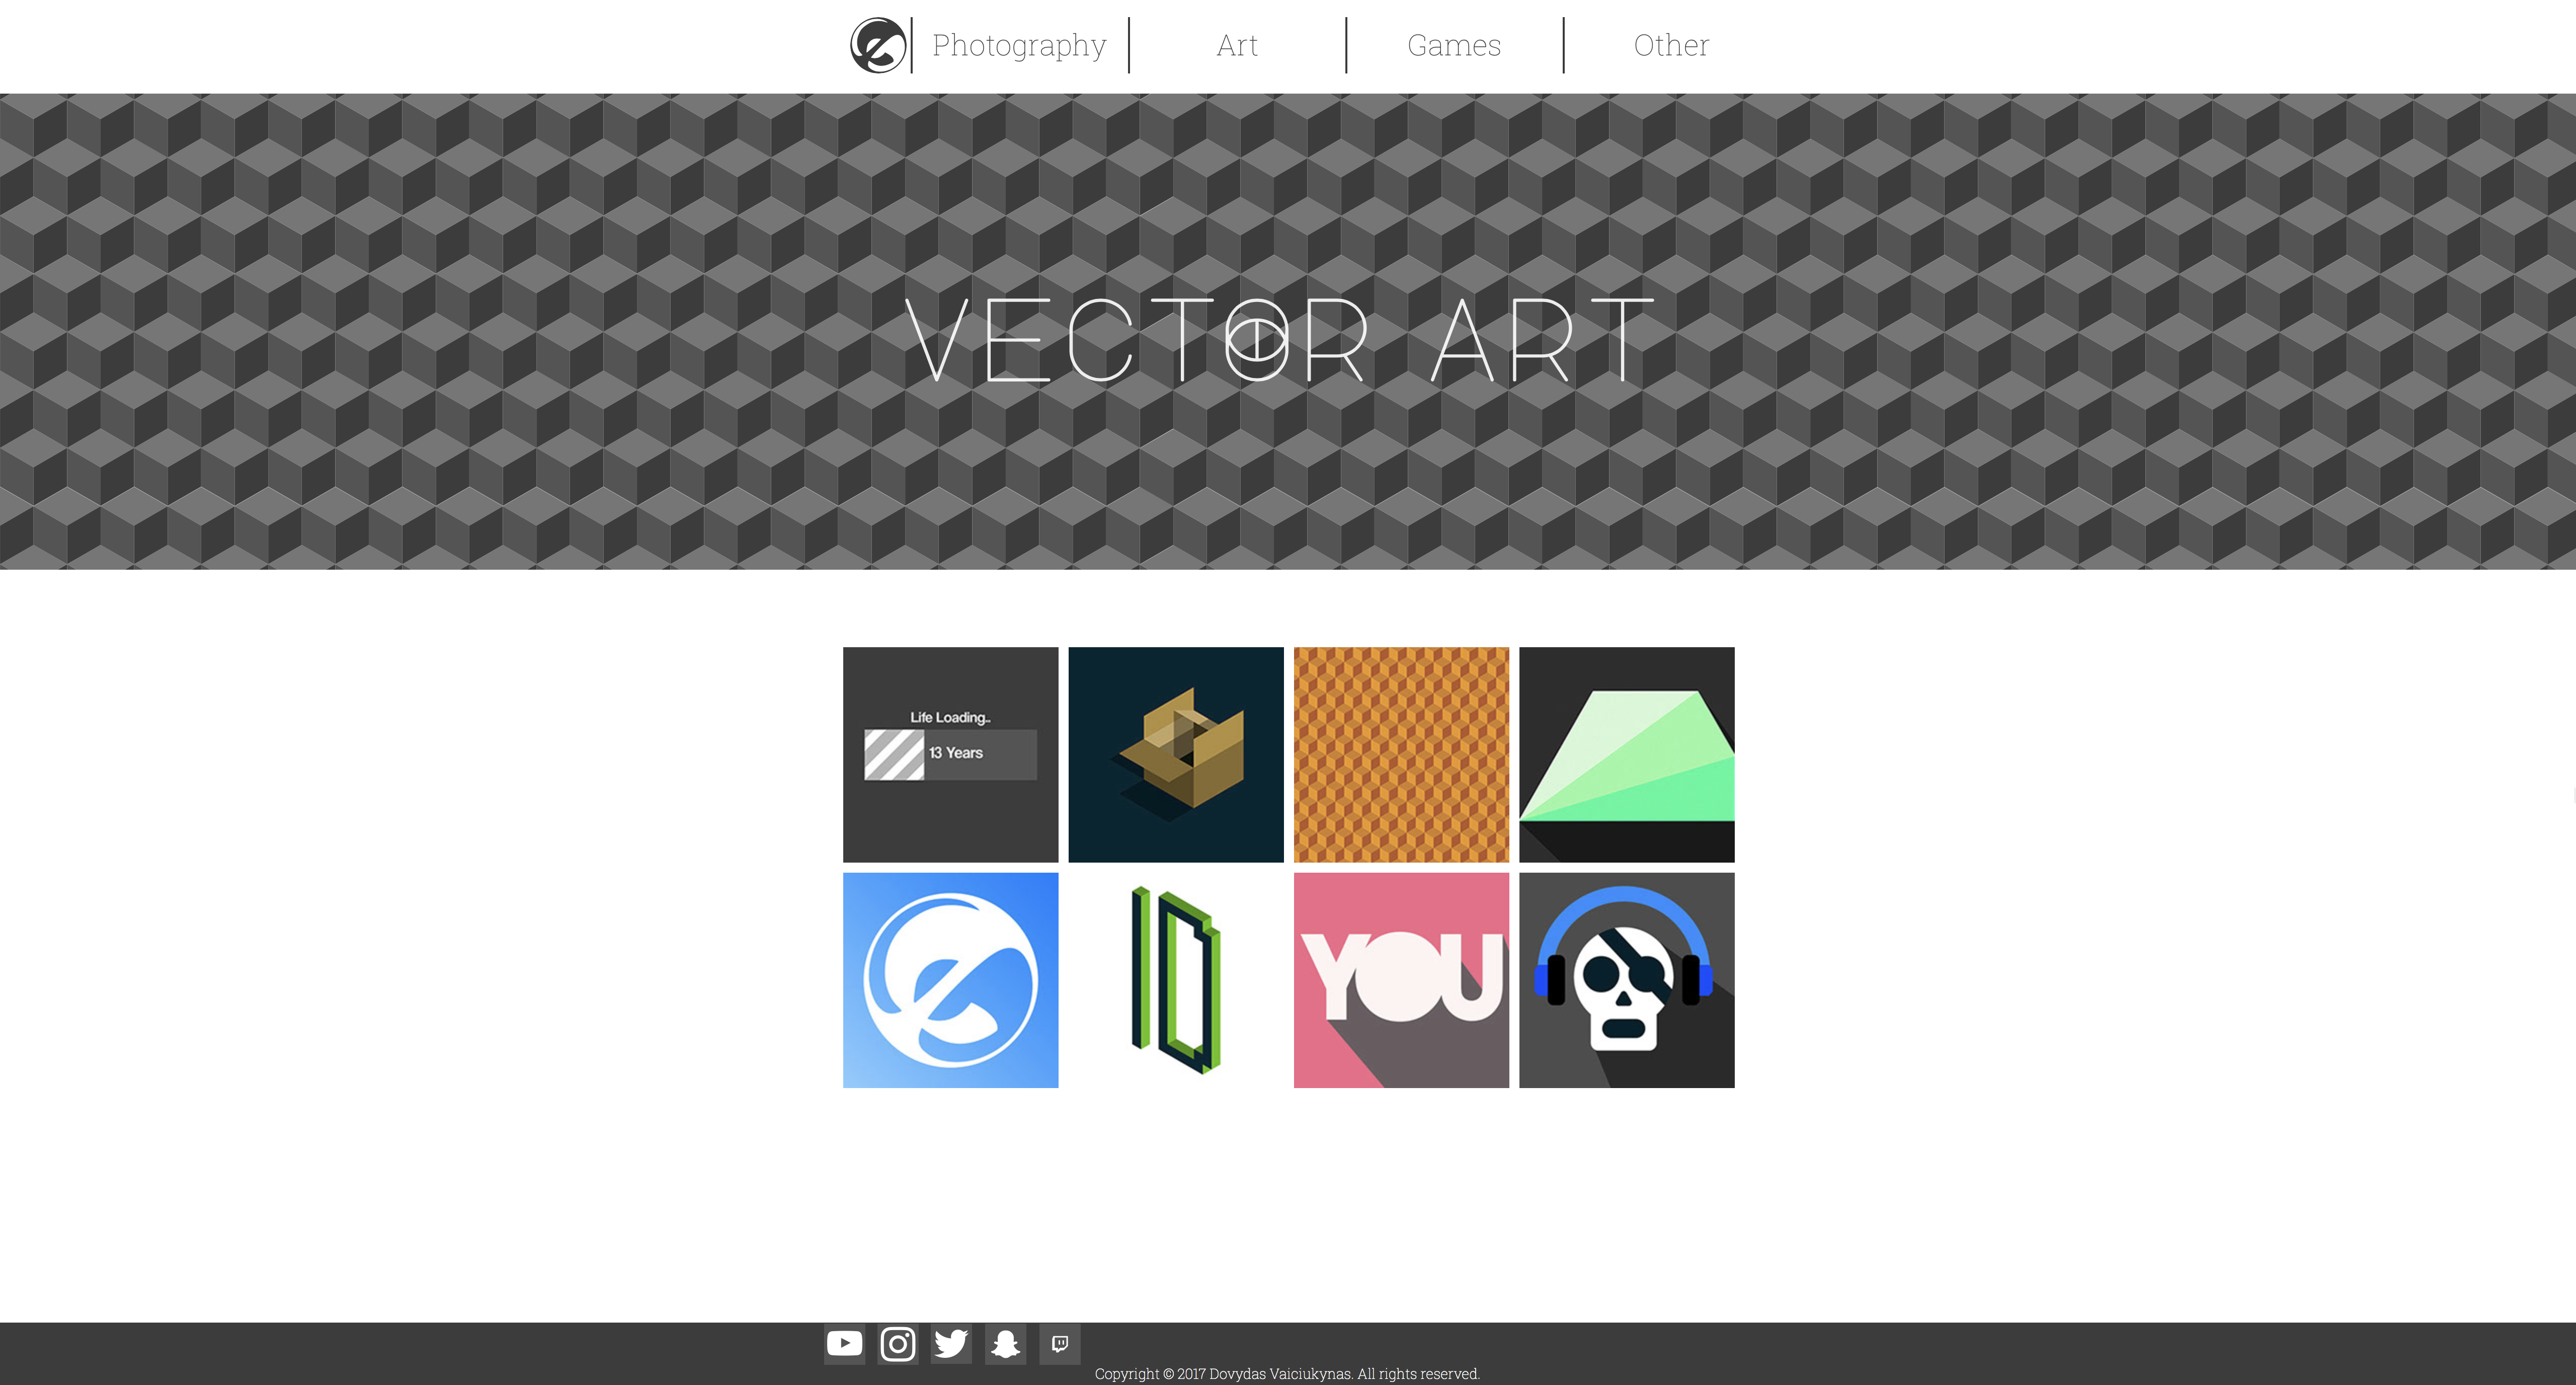 Photography Art Games Other
VECTOR ART
Life Loading..
13 Years
YOU
Copyright © 2017 Dovydas Vaiciukynas. All rights reserved.